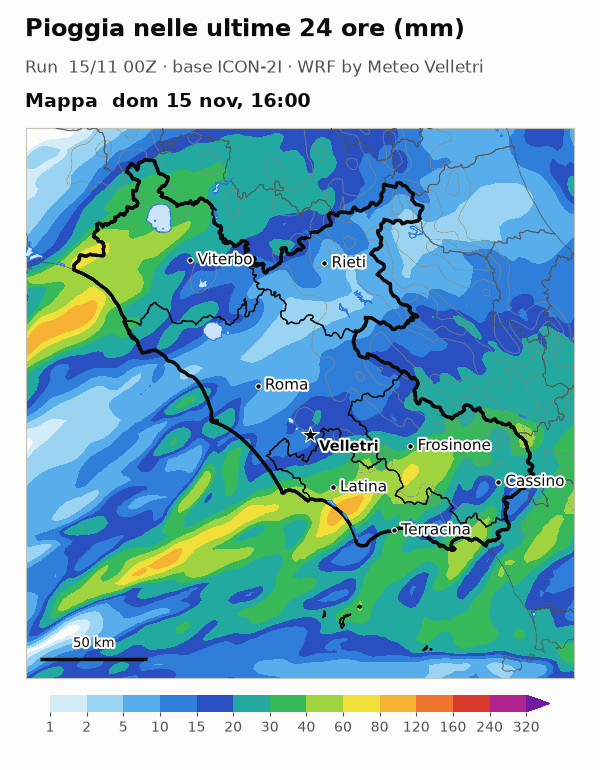 Pioggia nelle ultime 24 ore (mm)
Run  15/11 00Z · base ICON-2I · WRF by Meteo Velletri
Mappa  dom 15 nov, 16:00
Viterbo
Rieti
Roma
Velletri
Frosinone
Latina
Cassino
Terracina
50 km
1 2 5 10 15 20 30 40 60 80 120 160 240 320